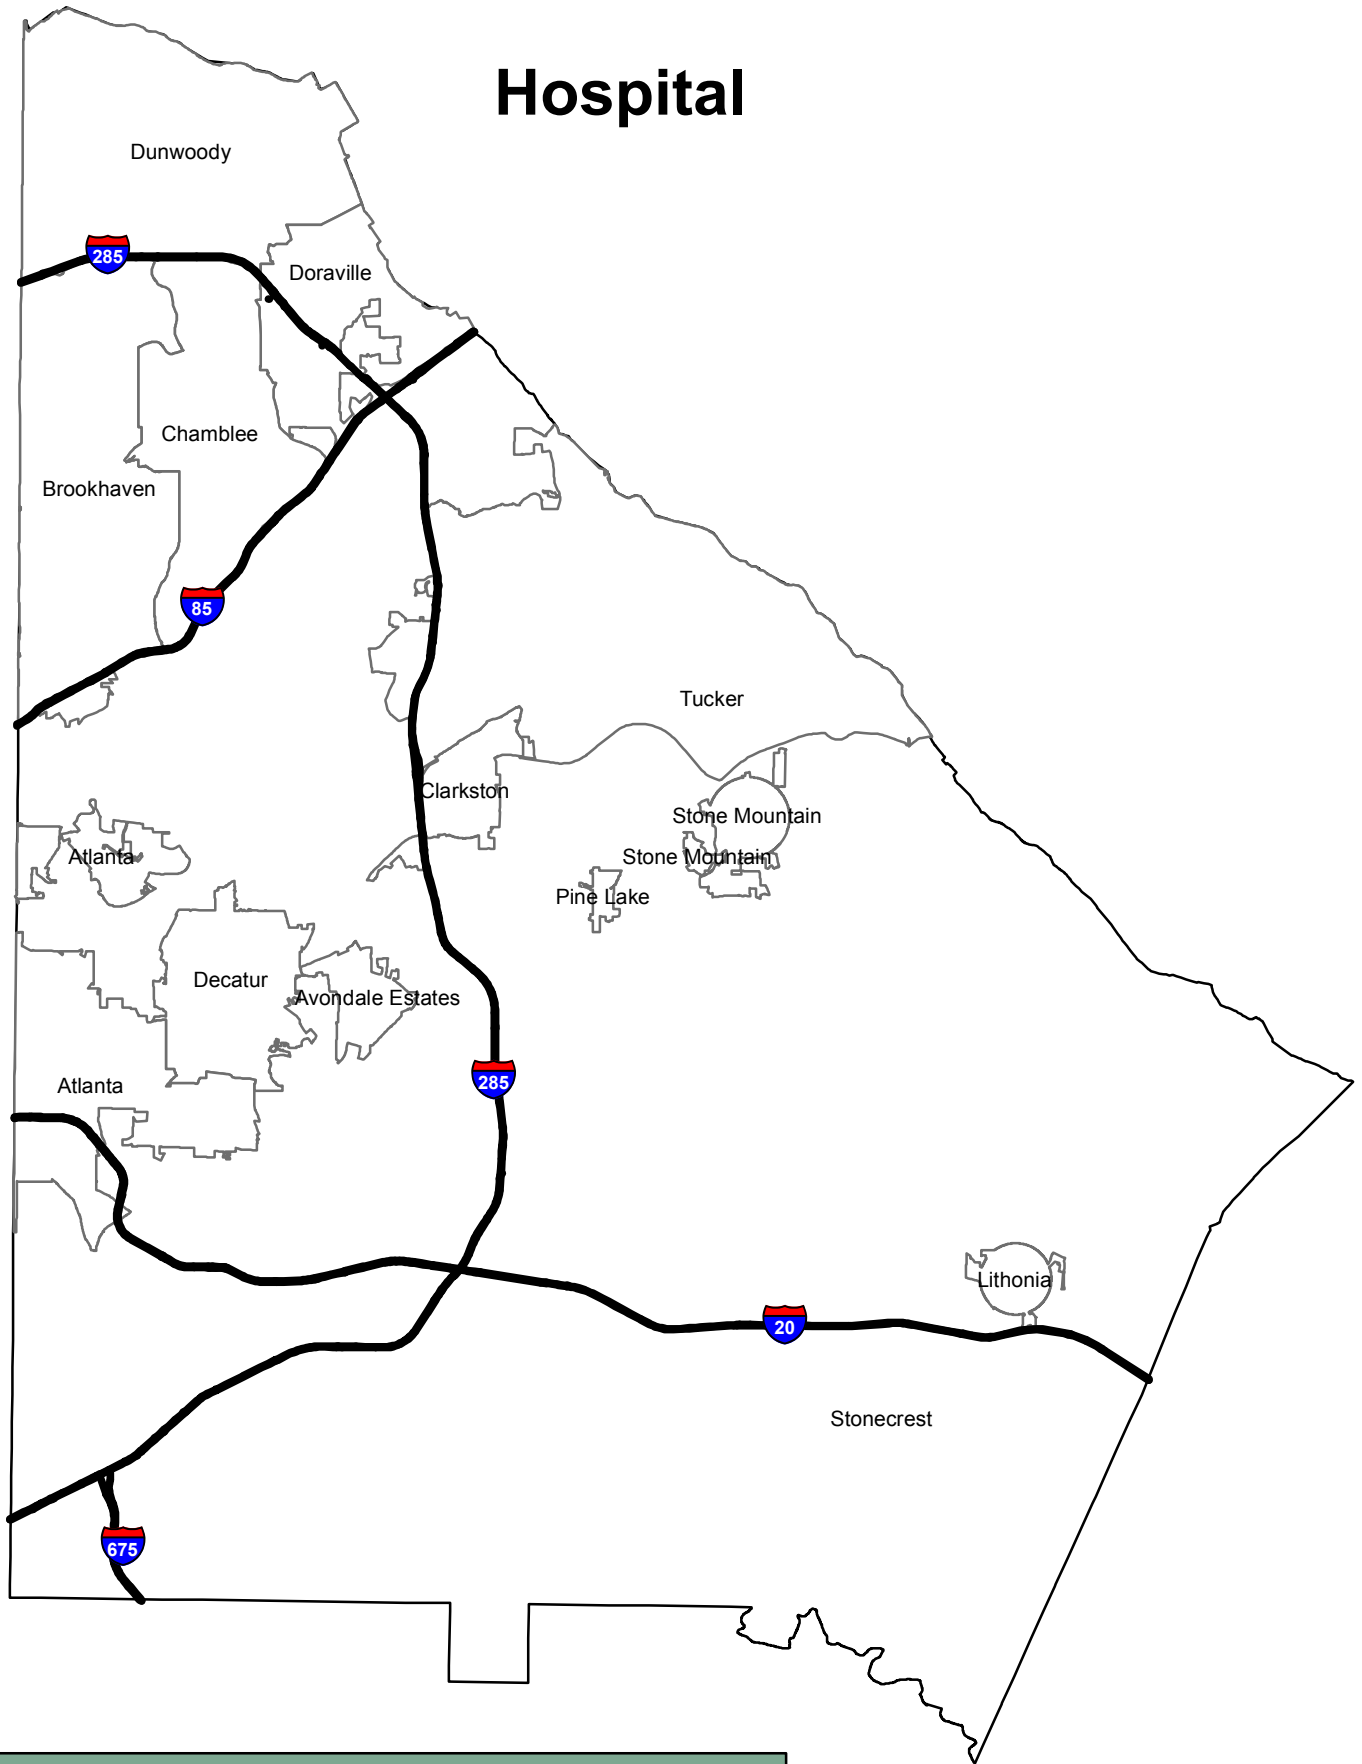 Hospital
Dunwoody
285
Doraville
Chamblee
Brookhaven
85
Tucker
Clarkston
Stone Mountain
Atlanta
Stone Mountain
Pine Lake
Decatur
Avondale Estates
285
Atlanta
Lithonia
20
Stonecrest
675